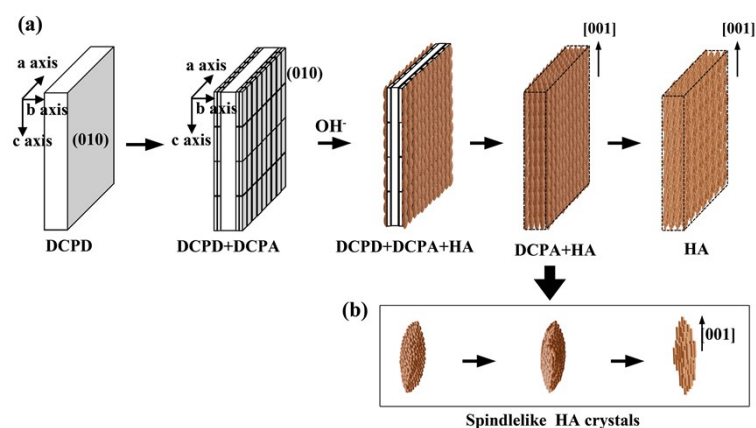 (a)
a axis
b axis
c axis
(010)
DCPD
a axis
b axis
c axis
(010)
DCPD+DCPA
OH-
DCPD+DCPA+HA
[001]
DCPA+HA
[001]
HA
(b)
[001]
Spindlelike HA crystals